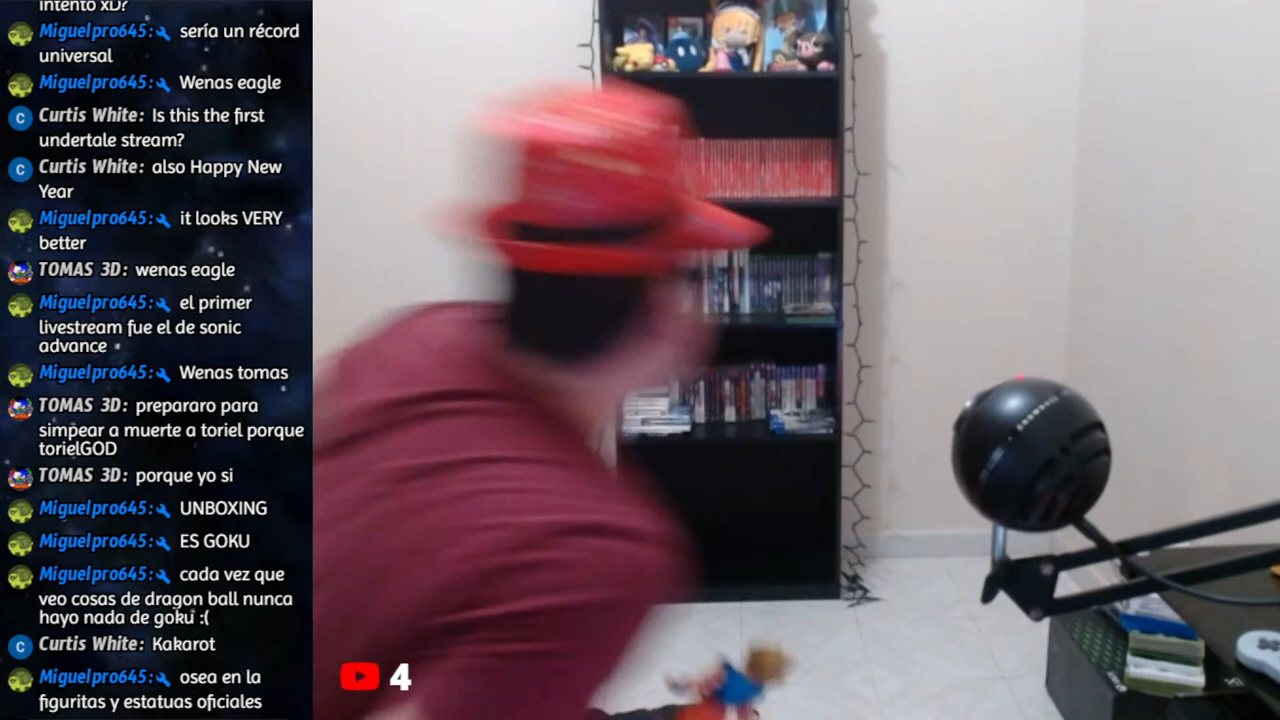 intento xD?
Miguelpro645: sería un récord
universal
Miguelpro645: Wenas eagle
C Curtis White: Is this the first
undertale stream?
C Curtis White: also Happy New
Year
Miguelpro645: it looks VERY
better
TOMAS 3D: wenas eagle
Miguelpro645: el primer
livestream fue el de sonic
advance
Miguelpro645: Wenas tomas
TOMAS 3D: prepararo para
simpear a muerte a toriel porque
torielGOD
TOMAS 3D: porque yo si
Miguelpro645: UNBOXING
Miguelpro645: ES GOKU
Miguelpro645: cada vez que
veo cosas de dragon ball nunca
hayo nada de goku :(
C Curtis White: Kakarot
Miguelpro645: osea en la
figuritas y estatuas oficiales
4